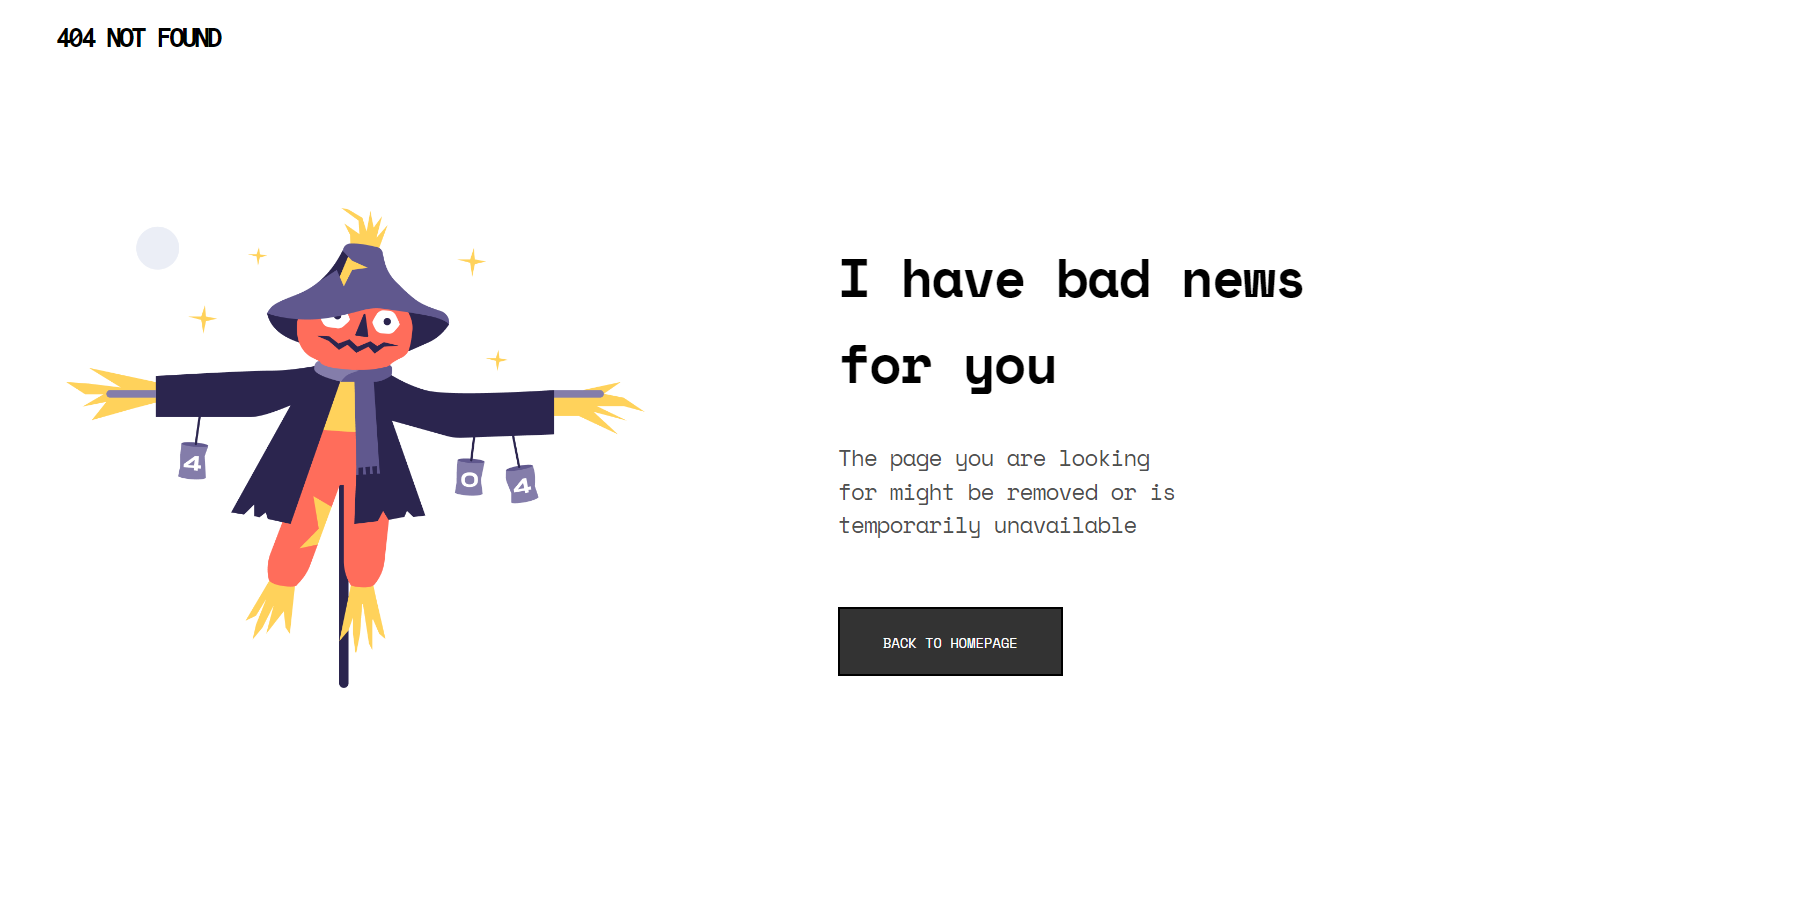 404 NOT FOUND
4
0
4
I have bad news
for you
The page you are looking
for might be removed or is
temporarily unavailable
BACK TO HOMEPAGE